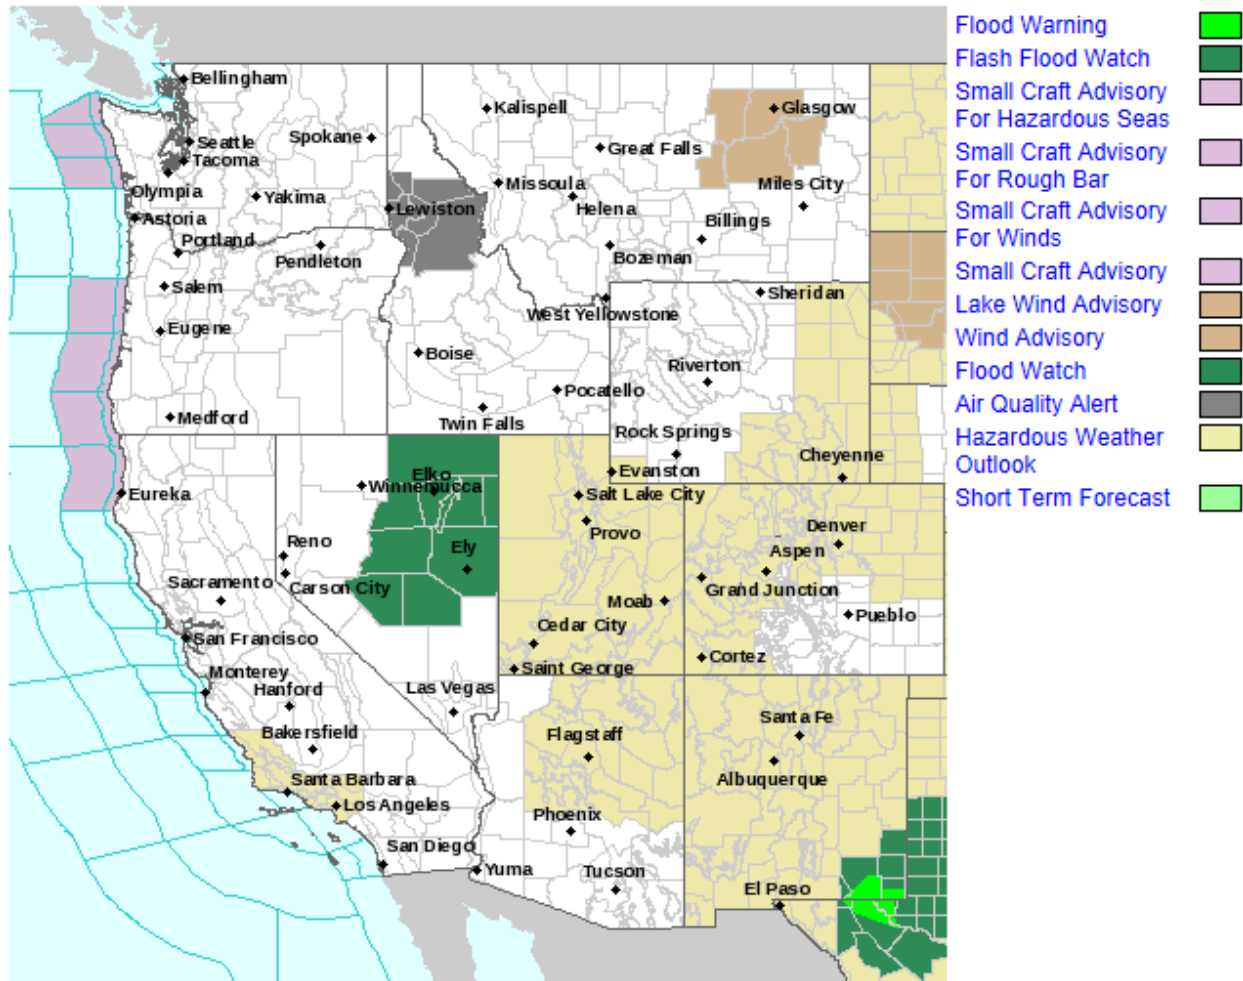 Bellingham
Kalispell
Glasgow
Seattle
Spokane
Great Falls
Tacoma
Olympia
Missoula
Miles City
Yakima
Lewiston
Helena
Astoria
Billings
Portland
Pendleton
Bozeman
Salem
Sheridan
West Yellowstone
Eugene
Boise
Riverton
Pocatello
Medford
Twin Falls
Rock Springs
Cheyenne
Elko
Evanston
Winnemucca
Eureka
Salt Lake City
Provo
Denver
Reno
Ely
Aspen
Sacramento
Carson City
Grand Junction
Moab
Pueblo
Cedar City
San Francisco
Cortez
Saint George
Monterey
Hanford
Las Vegas
Santa Fe
Bakersfield
Flagstaff
Albuquerque
Santa Barbara
Los Angeles
Phoenix
San Diego
Yuma
Tucson
El Paso
Flood Warning
Flash Flood Watch
Small Craft Advisory
For Hazardous Seas
Small Craft Advisory
For Rough Bar
Small Craft Advisory
For Winds
Small Craft Advisory
Lake Wind Advisory
Wind Advisory
Flood Watch
Air Quality Alert
Hazardous Weather
Outlook
Short Term Forecast